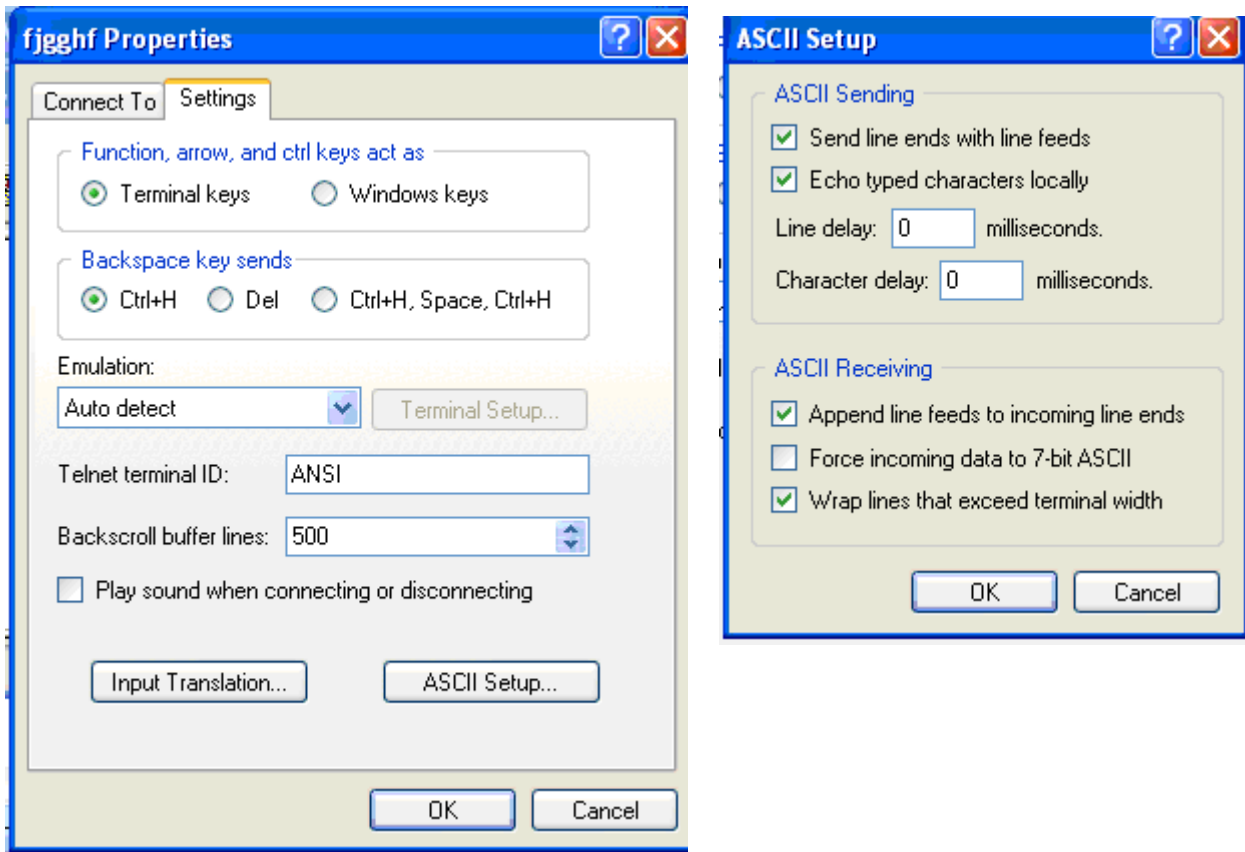 fjgghf Properties
Connect To Settings
Function, arrow, and ctrl keys act as
Terminal keys Windows keys
Backspace key sends
Ctrl+H Del Ctrl+H, Space, Ctrl+H
Emulation:
Auto detect Terminal Setup...
Telnet terminal ID: ANSI
Backscroll buffer lines: 500
Play sound when connecting or disconnecting
Input Translation... ASCII Setup...
OK Cancel
ASCII Setup
ASCII Sending
Send line ends with line feeds
Echo typed characters locally
Line delay: 0 milliseconds.
Character delay: 0 milliseconds.
ASCII Receiving
Append line feeds to incoming line ends
Force incoming data to 7-bit ASCII
Wrap lines that exceed terminal width
OK Cancel